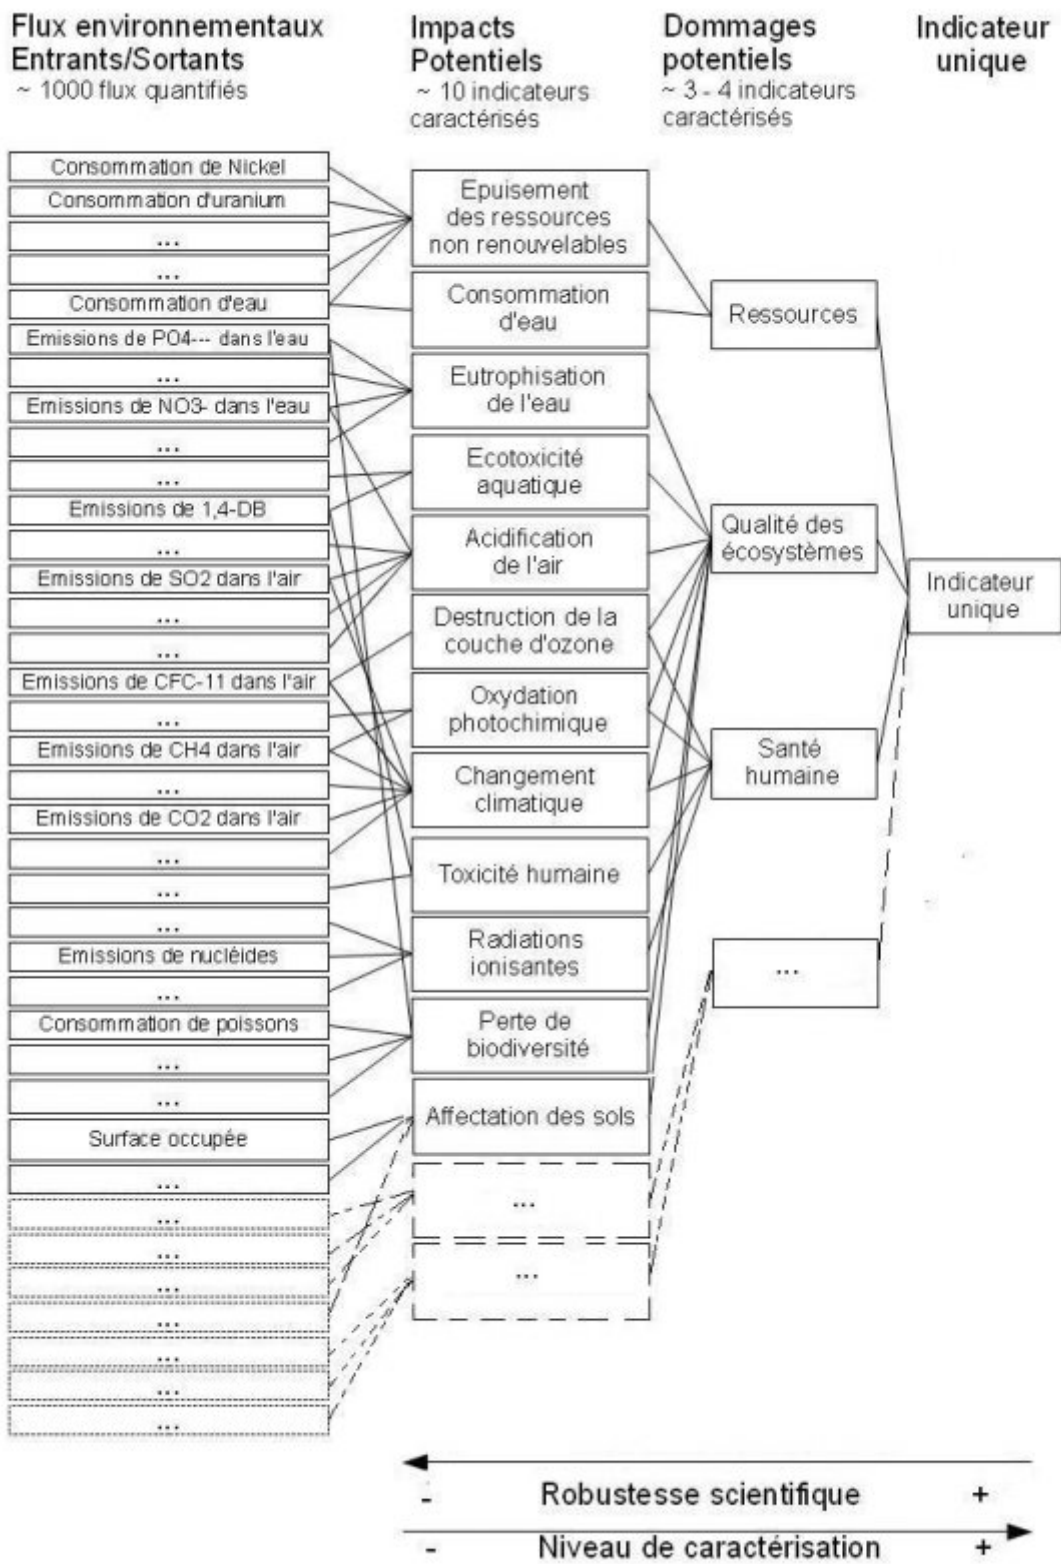 Flux environnementaux
Entrants/Sortants
~ 1000 flux quantifiés
Impacts
Potentiels
~ 10 indicateurs
caractérisés
Dommages
potentiels
~ 3 - 4 indicateurs
caractérisés
Indicateur
unique
Consommation de Nickel
Consommation d'uranium
...
...
Consommation d'eau
Emissions de PO4--- dans l'eau
...
Emissions de NO3- dans l'eau
...
...
Emissions de 1,4-DB
...
Emissions de SO2 dans l'air
...
...
Emissions de CFC-11 dans l'air
...
Emissions de CH4 dans l'air
...
Emissions de CO2 dans l'air
...
...
...
Emissions de nucléides
...
Consommation de poissons
...
...
Surface occupée
...
...
...
...
...
...
...
...
Epuisement
des ressources
non renouvelables
Consommation
d'eau
Eutrophisation
de l'eau
Ecotoxicité
aquatique
Acidification
de l'air
Destruction de la
couche d'ozone
Oxydation
photochimique
Changement
climatique
Toxicité humaine
Radiations
ionisantes
Perte de
biodiversité
Affectation des sols
...
...
Ressources
Qualité des
écosystèmes
Santé
humaine
...
Indicateur
unique
- Robustesse scientifique +
- Niveau de caractérisation +